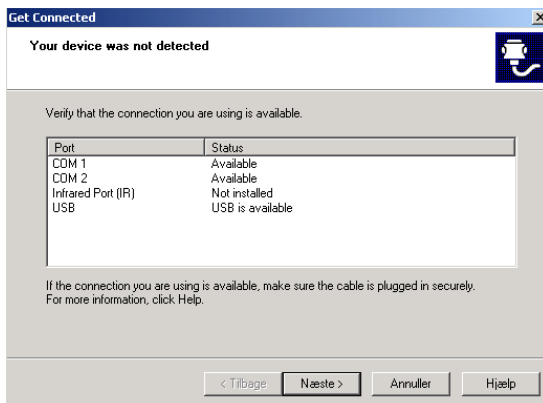 Get Connected
Your device was not detected
Verify that the connection you are using is available.
Port Status
COM 1 Available
COM 2 Available
Infrared Port (IR) Not installed
USB USB is available
If the connection you are using is available, make sure the cable is plugged in securely.
For more information, click Help.
< Tilbage Næste > Annuller Hjælp